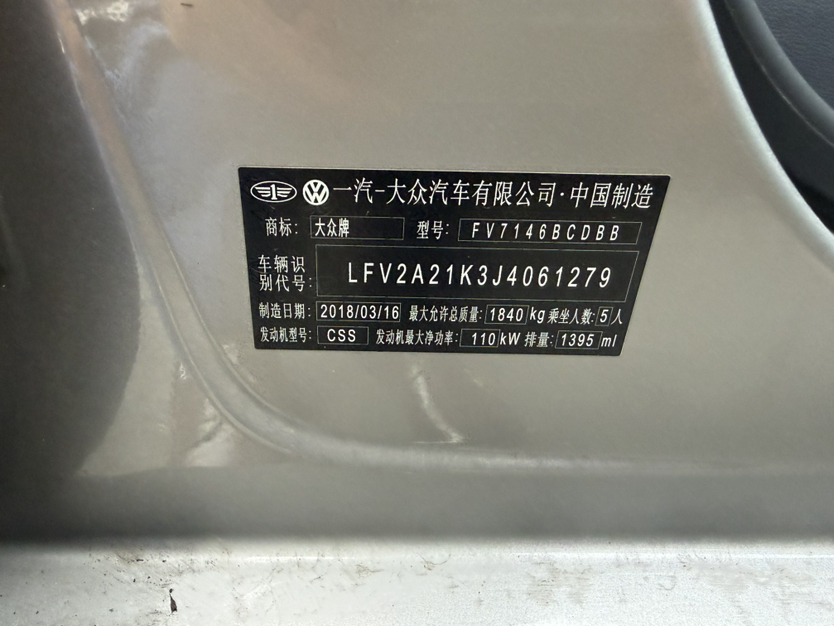 一汽-大众汽车有限公司·中国制造
商标: 大众牌 型号: FV7146BCDBB
车辆识别代号: LFV2A21K3J4061279
制造日期: 2018/03/16 最大允许总质量: 1840 kg 乘坐人数: 5 人
发动机型号: CSS 发动机最大净功率: 110 kW 排量: 1395 ml